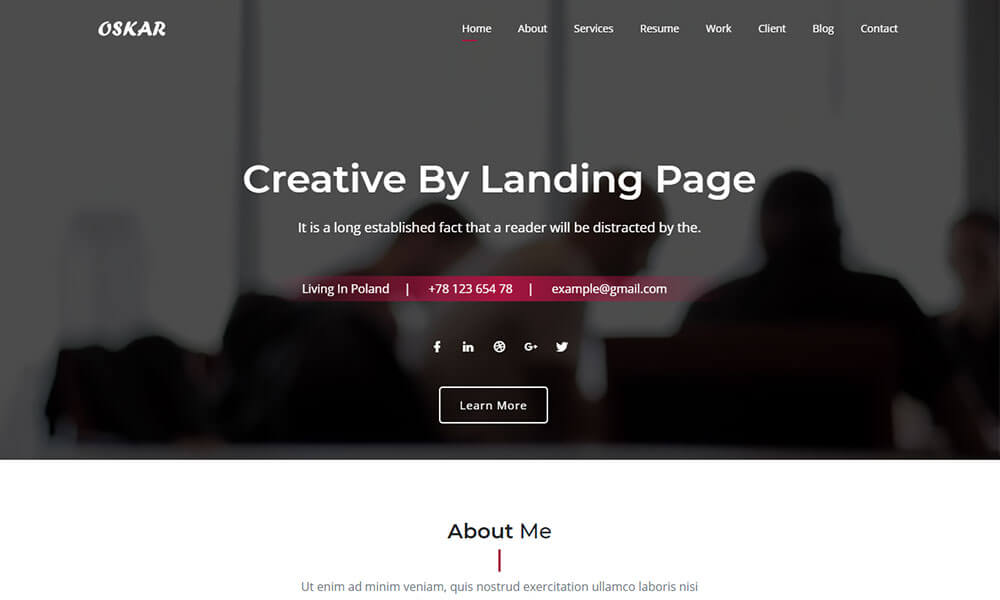 OSKAR
Home About Services Resume Work Client Blog Contact
Creative By Landing Page
It is a long established fact that a reader will be distracted by the.
Living In Poland | +78 123 654 78 | example@gmail.com
f in G+
Learn More
About Me
Ut enim ad minim veniam, quis nostrud exercitation ullamco laboris nisi